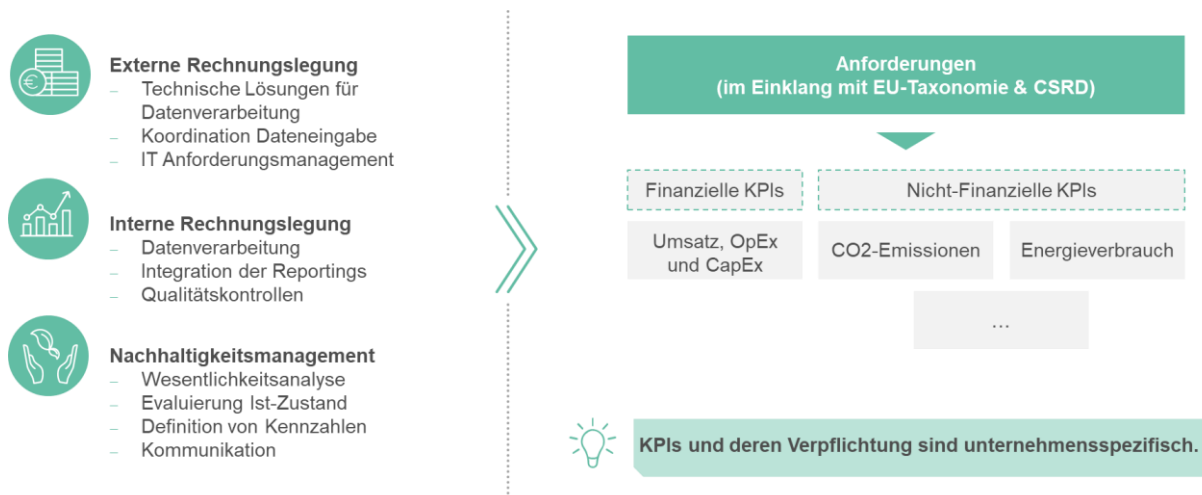 Externe Rechnungslegung
– Technische Lösungen für
Datenverarbeitung
– Koordination Dateneingabe
– IT Anforderungsmanagement
Interne Rechnungslegung
– Datenverarbeitung
– Integration der Reportings
– Qualitätskontrollen
Nachhaltigkeitsmanagement
– Wesentlichkeitsanalyse
– Evaluierung Ist-Zustand
– Definition von Kennzahlen
– Kommunikation
Anforderungen
(im Einklang mit EU-Taxonomie & CSRD)
Finanzielle KPIs
Nicht-Finanzielle KPIs
Umsatz, OpEx
und CapEx
CO2-Emissionen
Energieverbrauch
...
KPIs und deren Verpflichtung sind unternehmensspezifisch.